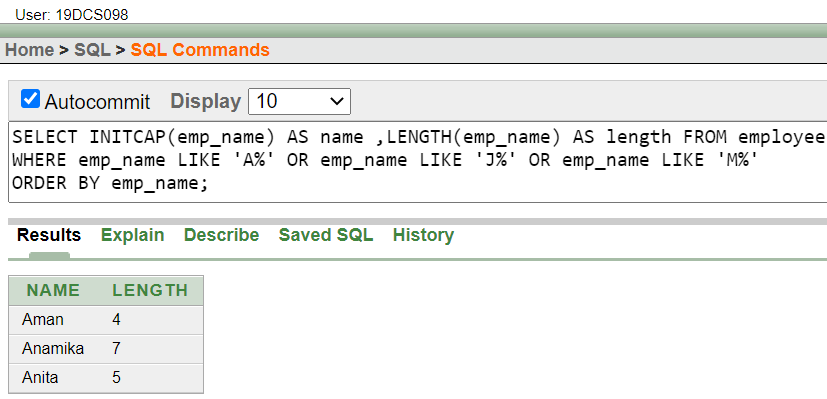 User: 19DCS098
Home > SQL > SQL Commands
Autocommit Display 10
SELECT INITCAP(emp_name) AS name ,LENGTH(emp_name) AS length FROM employee
WHERE emp_name LIKE 'A%' OR emp_name LIKE 'J%' OR emp_name LIKE 'M%'
ORDER BY emp_name;
Results Explain Describe Saved SQL History
NAME LENGTH
Aman 4
Anamika 7
Anita 5